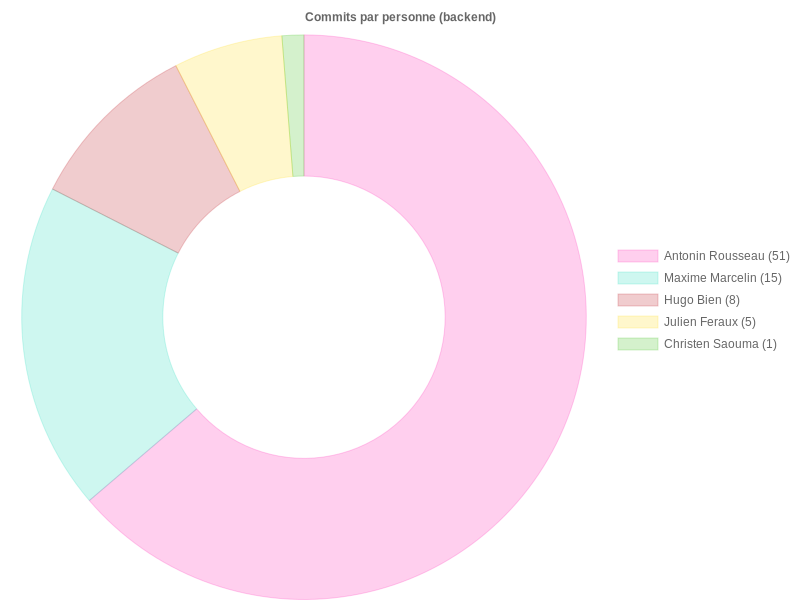 Commits par personne (backend)
Antonin Rousseau (51)
Maxime Marcelin (15)
Hugo Bien (8)
Julien Feraux (5)
Christen Saouma (1)